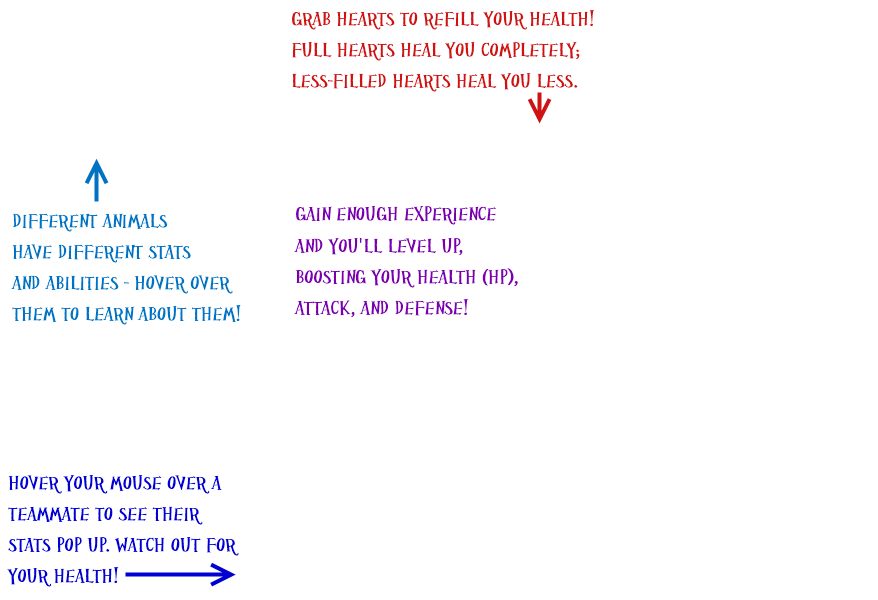 GRAB HEARTS TO REFILL YOUR HEALTH!
FULL HEARTS HEAL YOU COMPLETELY;
LESS-FILLED HEARTS HEAL YOU LESS.
DIFFERENT ANIMALS
HAVE DIFFERENT STATS
AND ABILITIES - HOVER OVER
THEM TO LEARN ABOUT THEM!
GAIN ENOUGH EXPERIENCE
AND YOU'LL LEVEL UP,
BOOSTING YOUR HEALTH (HP),
ATTACK, AND DEFENSE!
HOVER YOUR MOUSE OVER A
TEAMMATE TO SEE THEIR
STATS POP UP. WATCH OUT FOR
YOUR HEALTH!